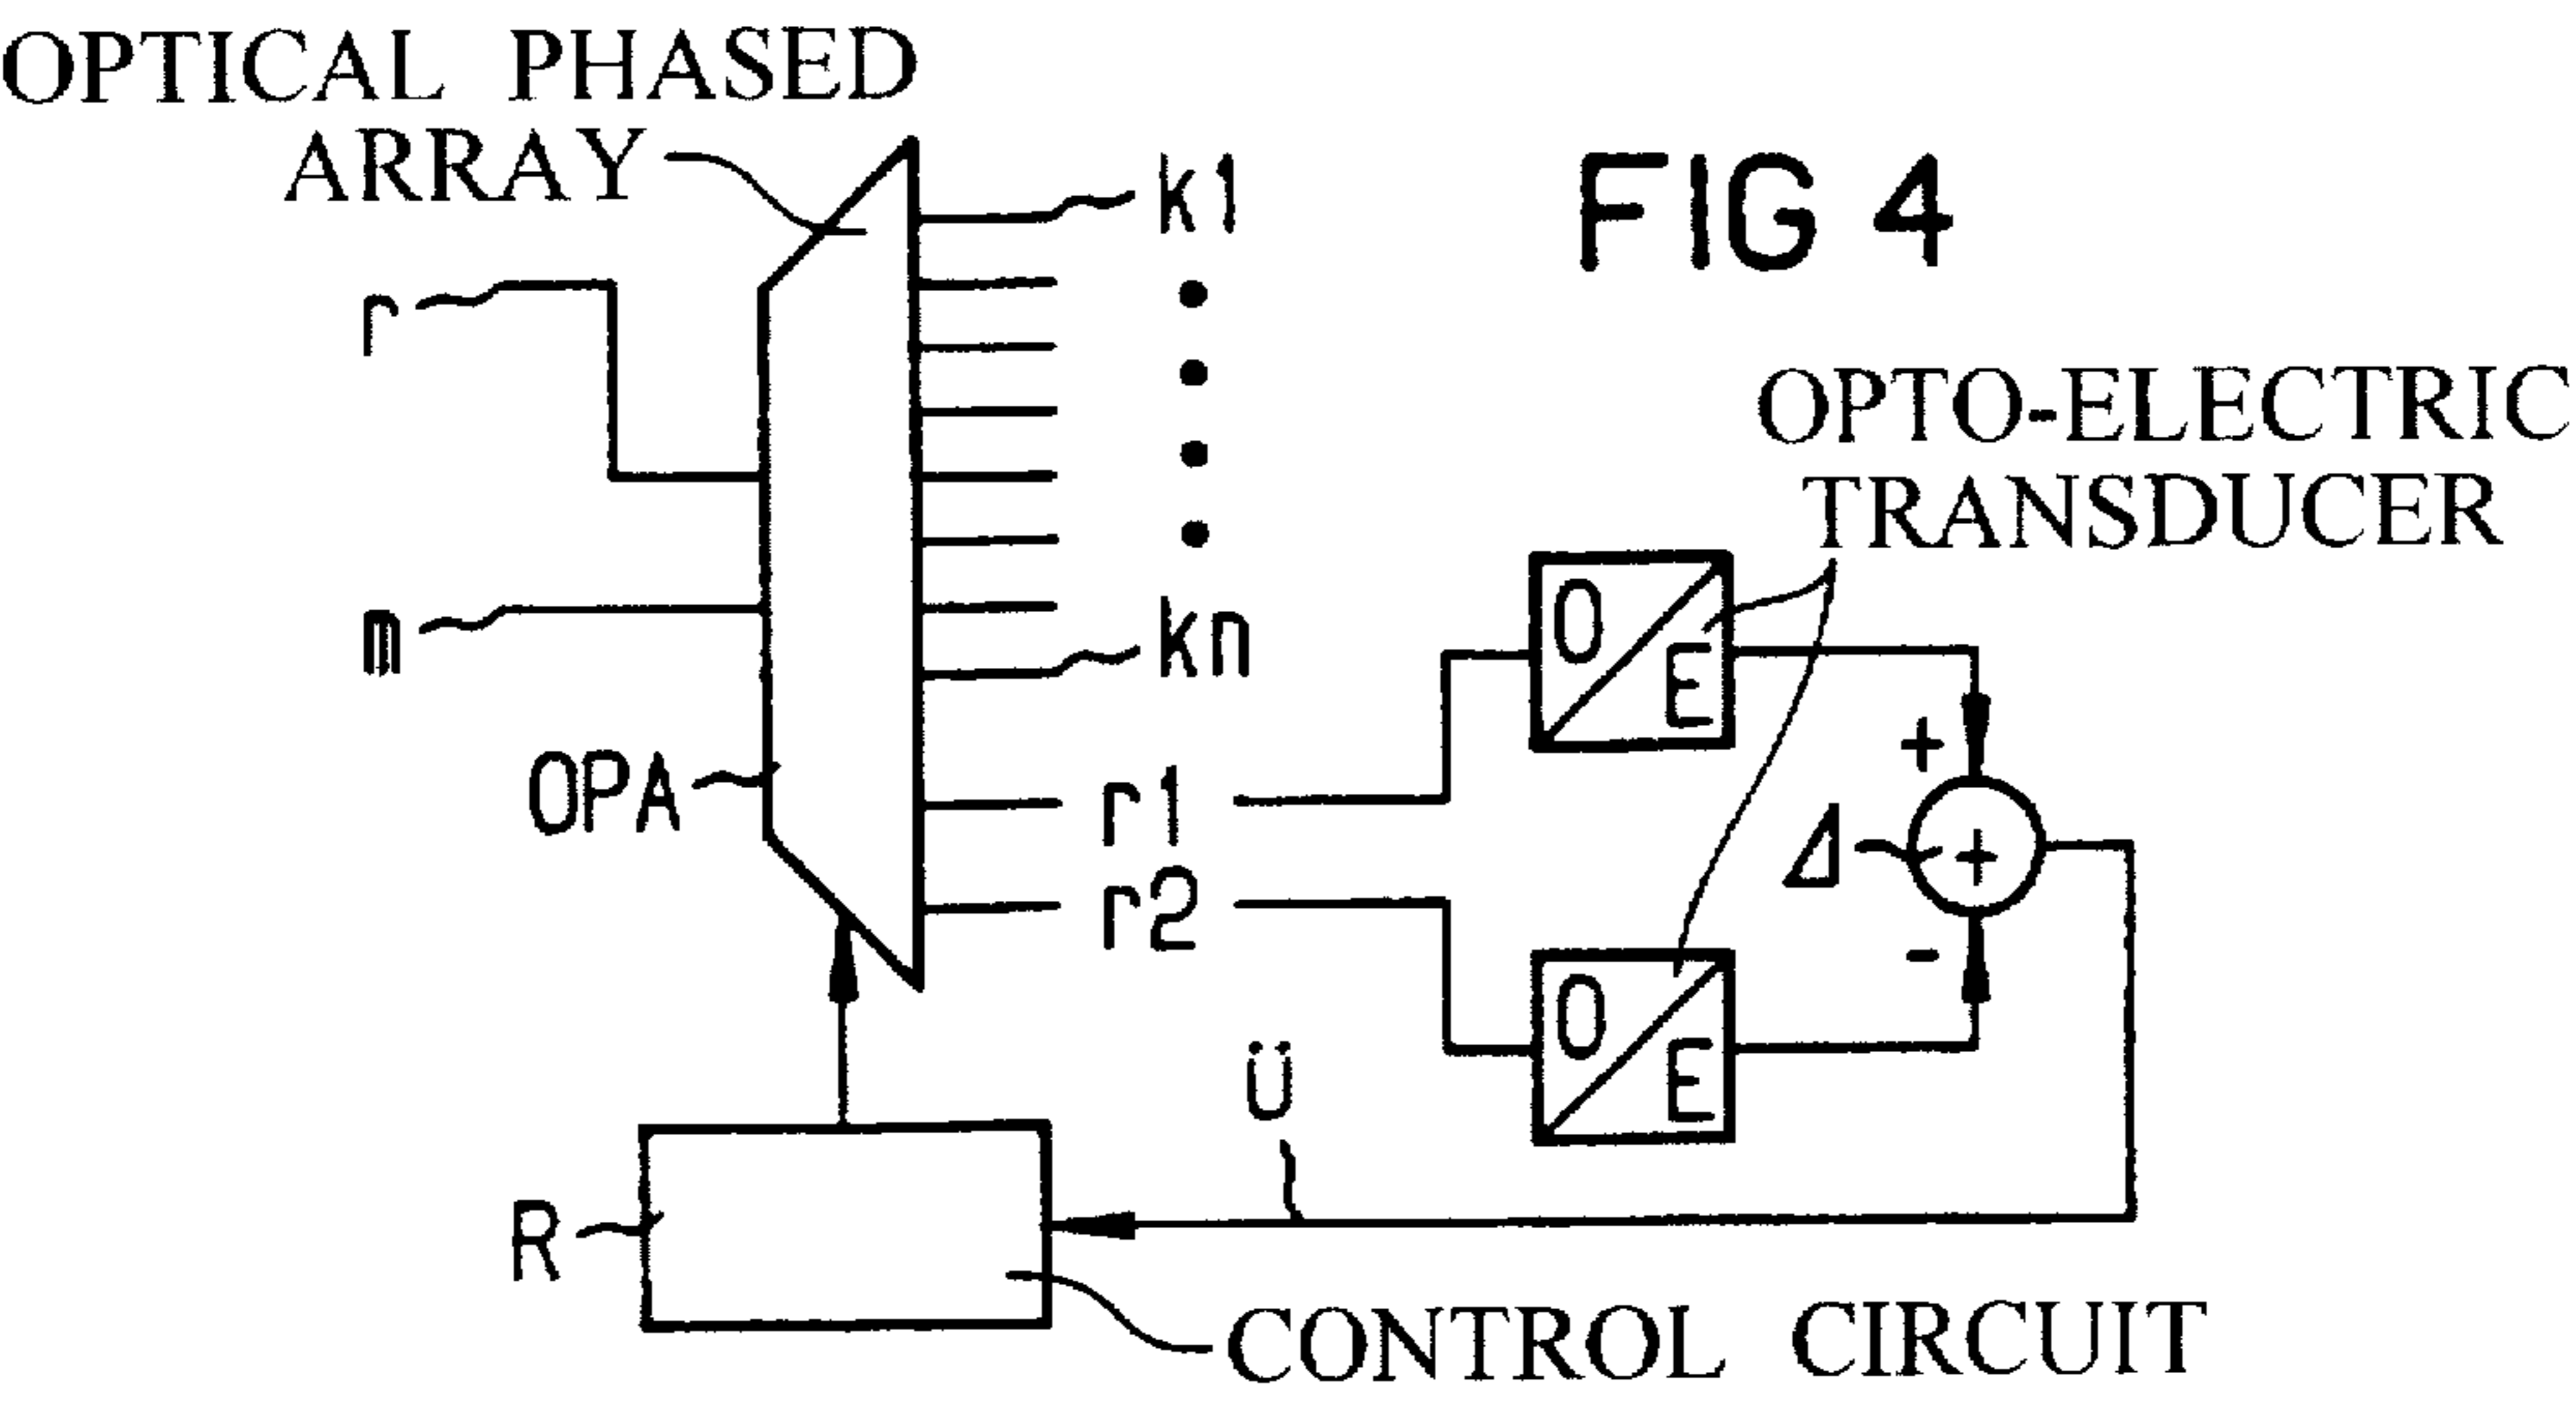 OPTICAL PHASED
ARRAY
FIG 4
k1
r
OPTO-ELECTRIC
TRANSDUCER
m
kn
O
E
OPA
r1
+
Δ
+
r2
-
O
E
Ü
R
CONTROL CIRCUIT